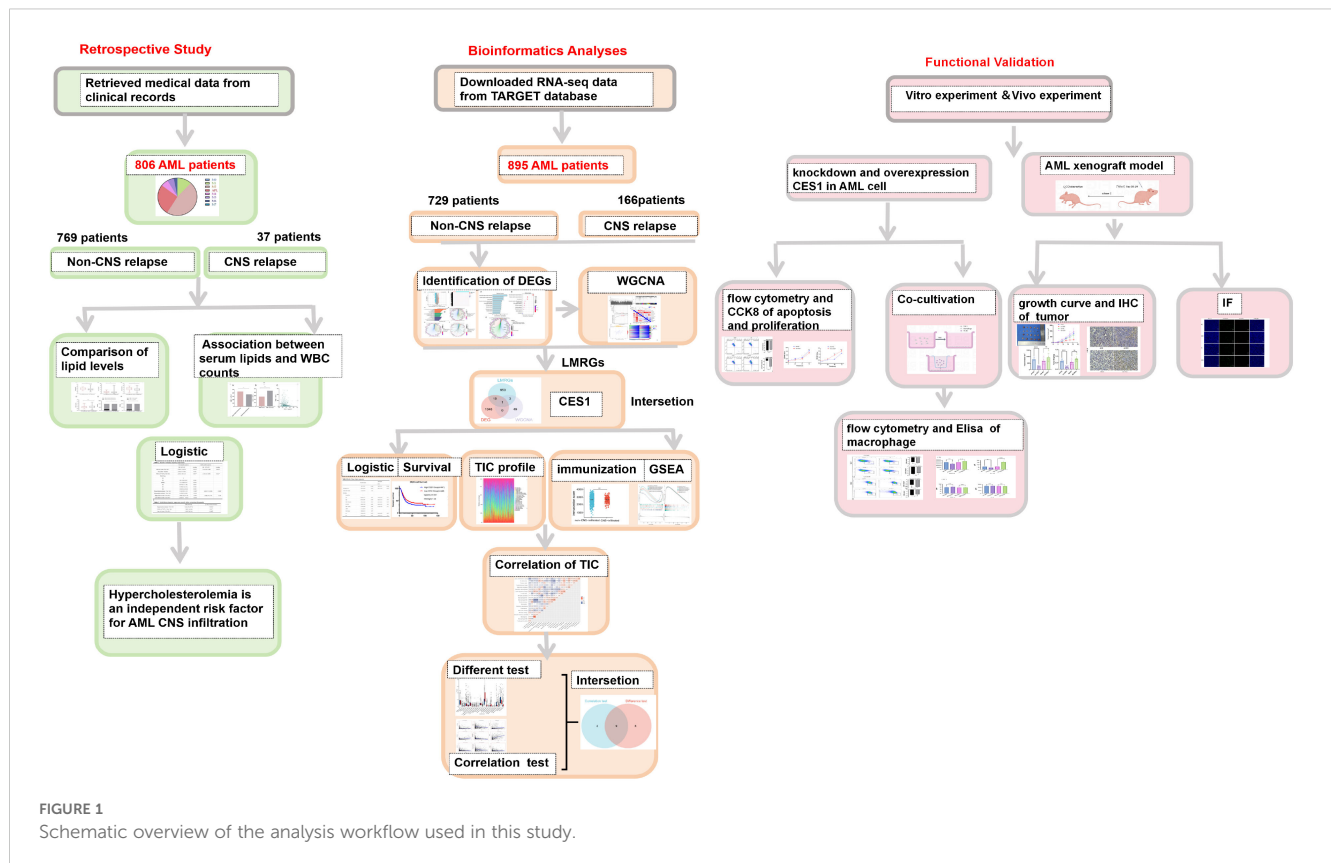 Retrospective Study
Retrieved medical data from
clinical records
806 AML patients
769 patients
37 patients
Non-CNS relapse
CNS relapse
Comparison of
lipid levels
Association between
serum lipids and WBC
counts
Logistic
Hypercholesterolemia is
an independent risk factor
for AML CNS infiltration
Bioinformatics Analyses
Downloaded RNA-seq data
from TARGET database
895 AML patients
729 patients
166patients
Non-CNS relapse
CNS relapse
Identification of DEGs
WGCNA
LMRGs
CES1
Intersetion
Logistic
Survival
TIC profile
immunization
GSEA
Correlation of TIC
Different test
Intersetion
Correlation test
Functional Validation
Vitro experiment &Vivo experiment
knockdown and overexpression
CES1 in AML cell
AML xenograft model
flow cytometry and
CCK8 of apoptosis
and proliferation
Co-cultivation
growth curve and IHC
of tumor
IF
flow cytometry and Elisa of
macrophage
FIGURE 1
Schematic overview of the analysis workflow used in this study.